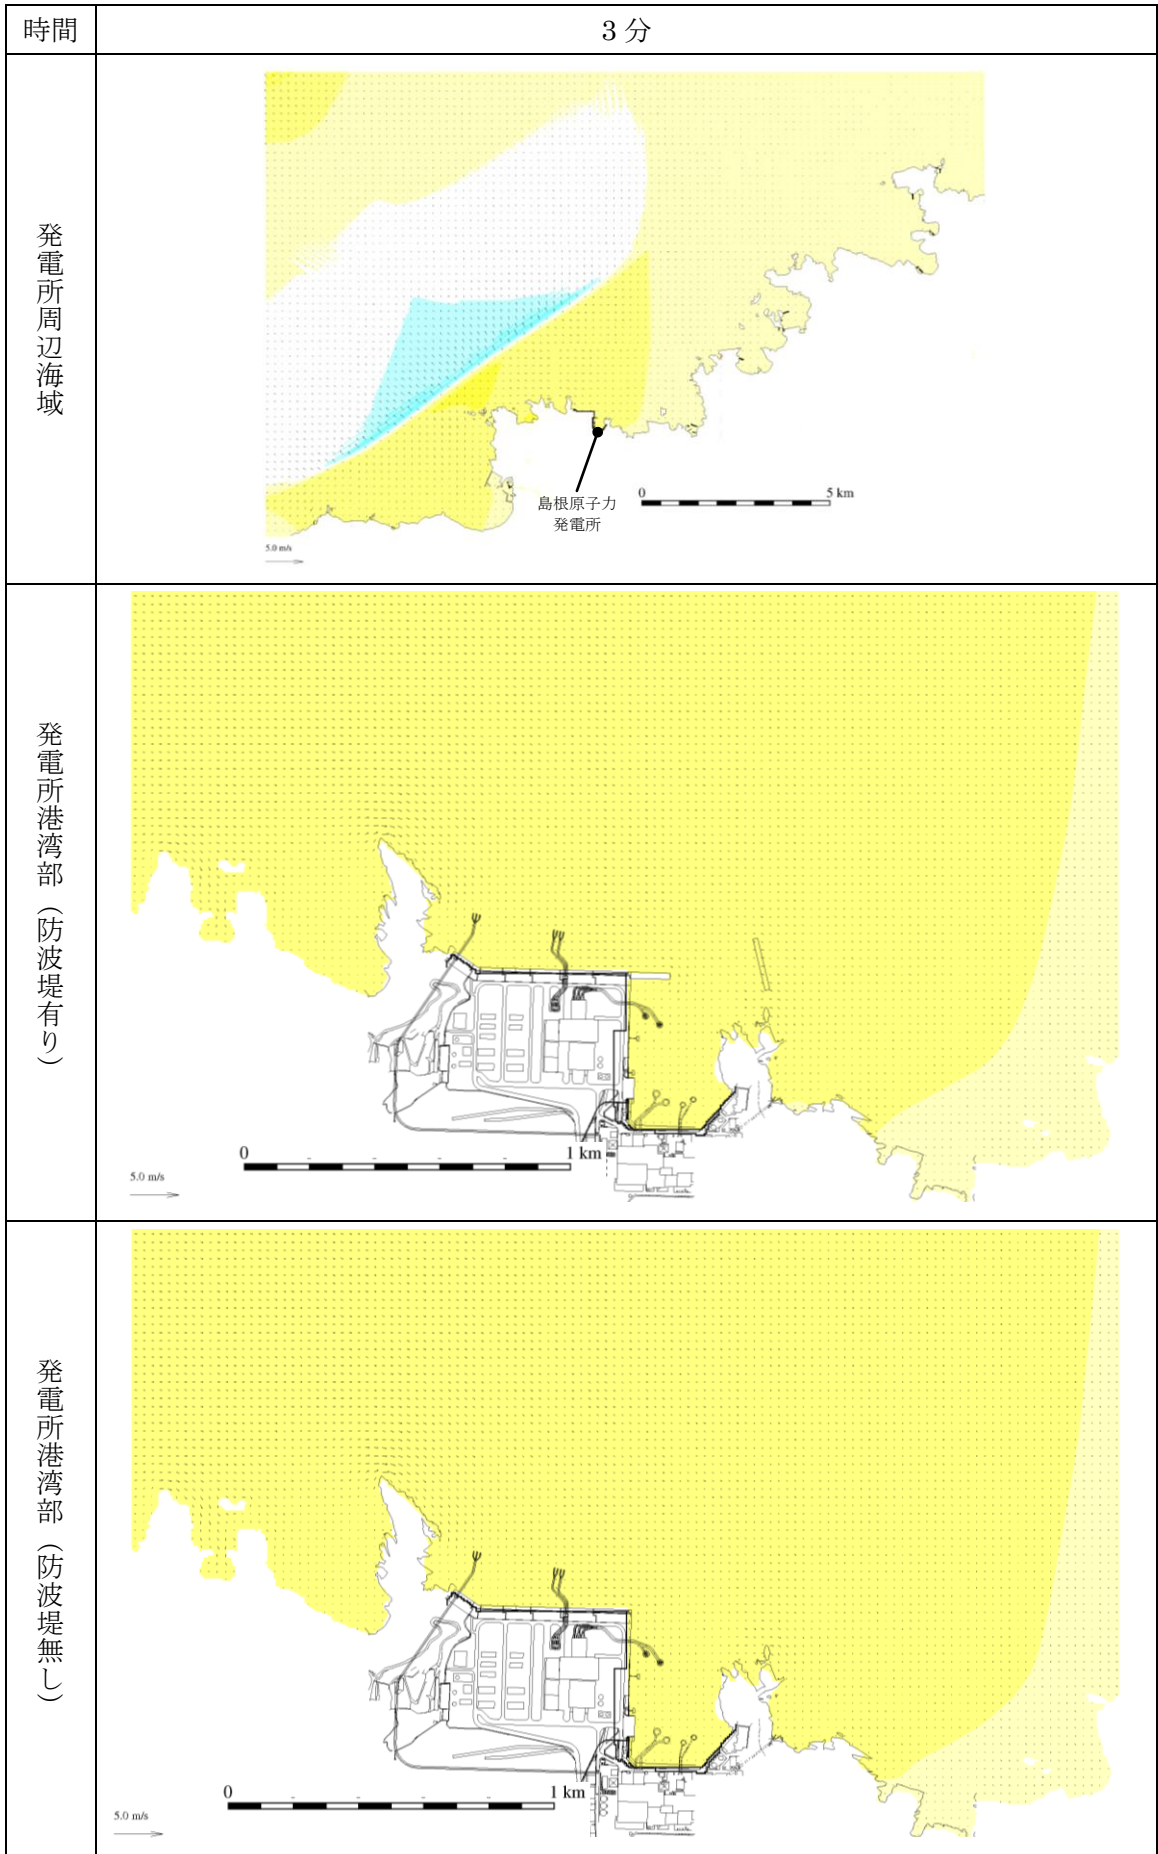 時間
3 分
発電所周辺海域
島根原子力
発電所
0 5 km
5.0 m/s
発電所港湾部（防波堤有り）
0 1 km
5.0 m/s
発電所港湾部（防波堤無し）
0 1 km
5.0 m/s